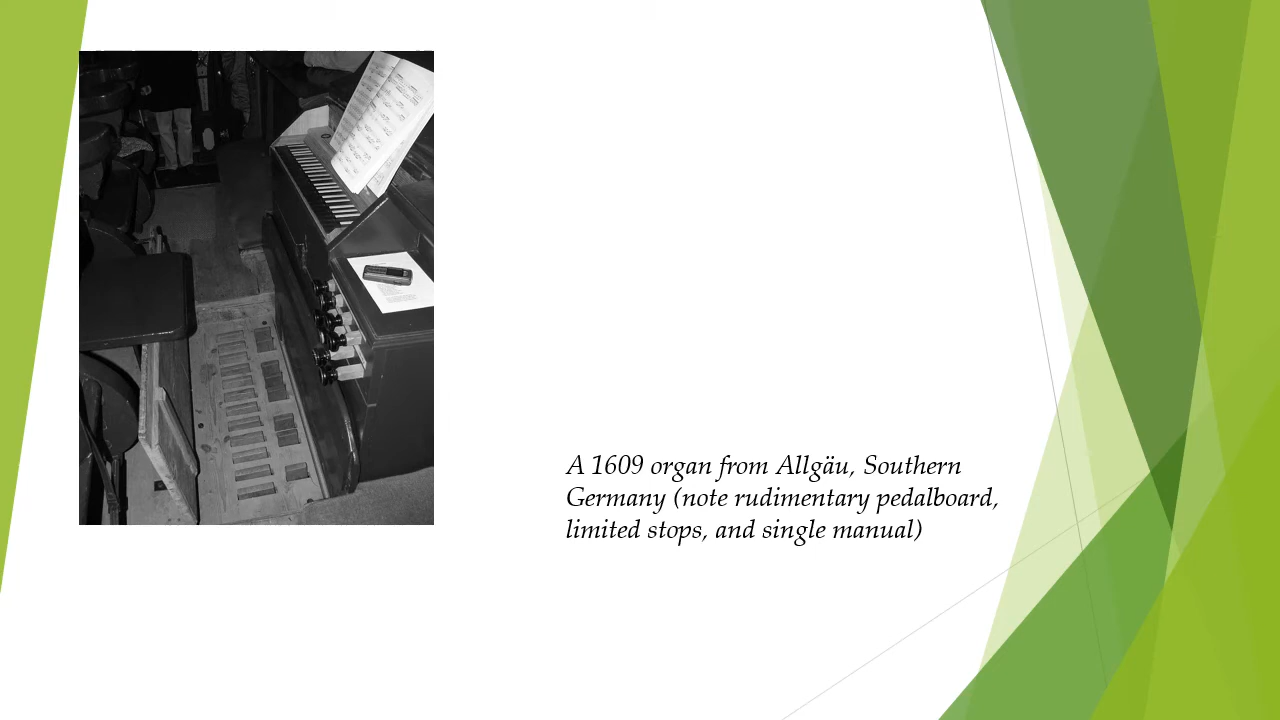 A 1609 organ from Allgäu, Southern
Germany (note rudimentary pedalboard,
limited stops, and single manual)